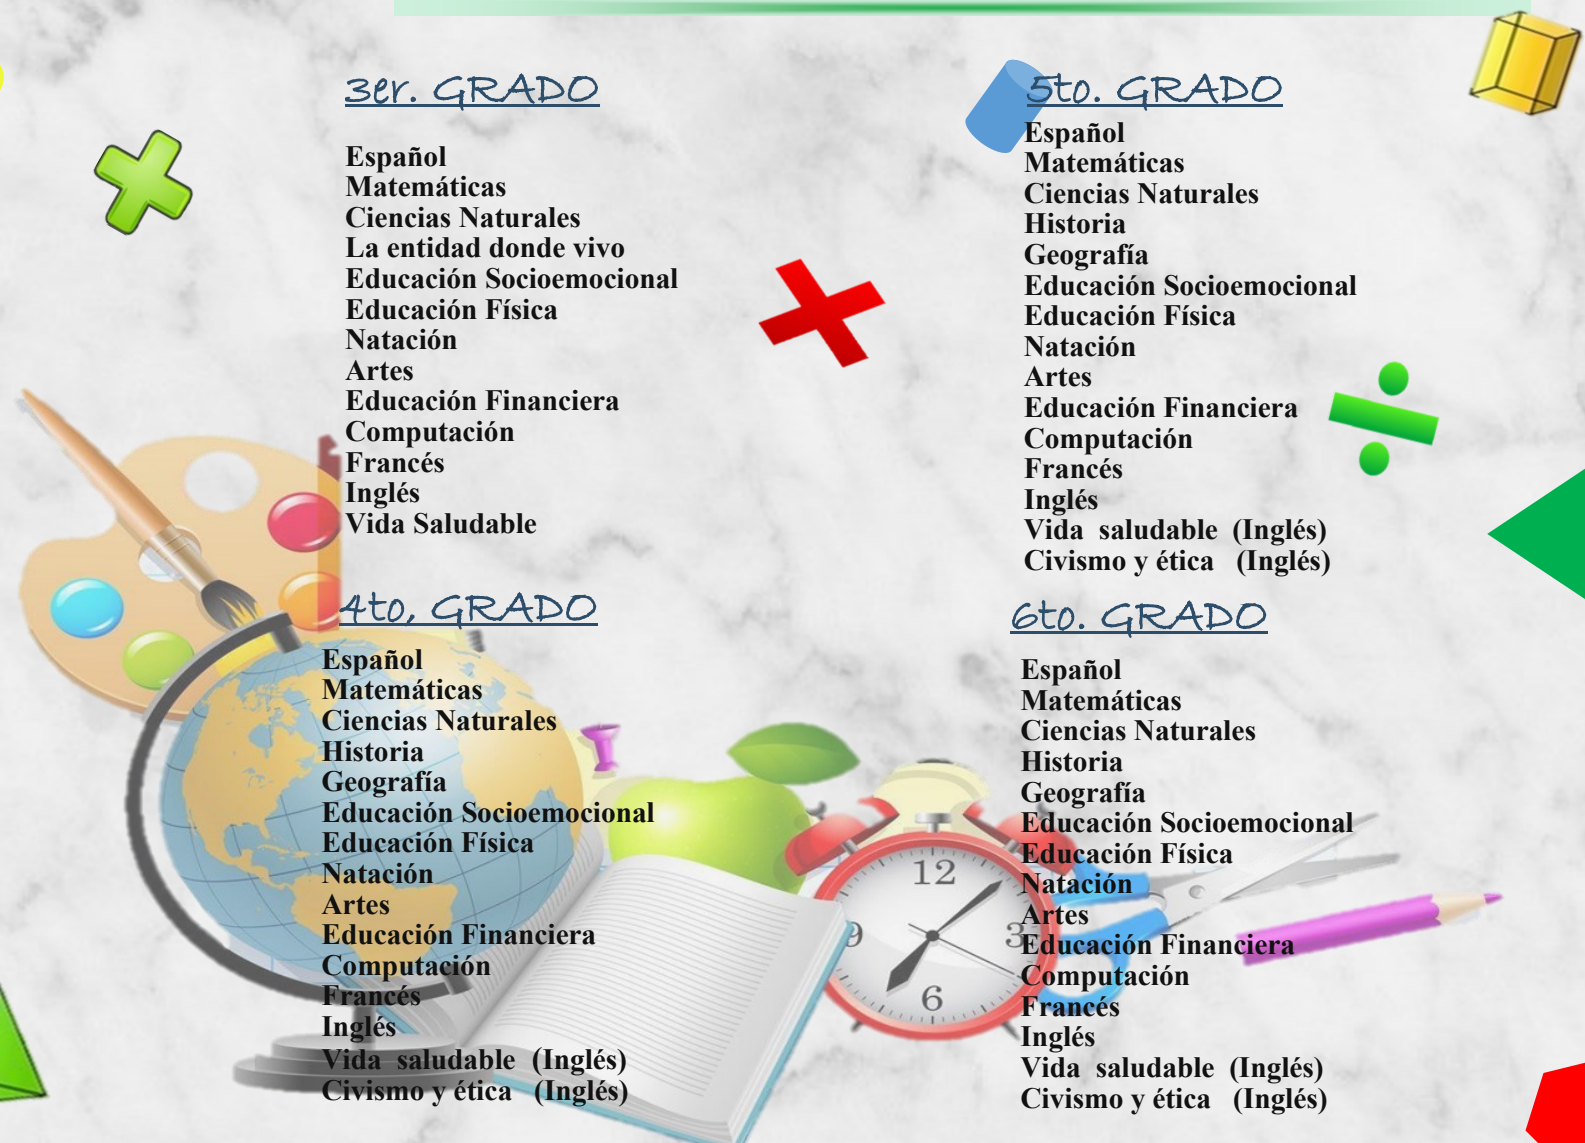 3er. GRADO
Español
Matemáticas
Ciencias Naturales
La entidad donde vivo
Educación Socioemocional
Educación Física
Natación
Artes
Educación Financiera
Computación
Francés
Inglés
Vida Saludable
4to, GRADO
Español
Matemáticas
Ciencias Naturales
Historia
Geografía
Educación Socioemocional
Educación Física
Natación
Artes
Educación Financiera
Computación
Francés
Inglés
Vida saludable (Inglés)
Civismo y ética (Inglés)
5to. GRADO
Español
Matemáticas
Ciencias Naturales
Historia
Geografía
Educación Socioemocional
Educación Física
Natación
Artes
Educación Financiera
Computación
Francés
Inglés
Vida saludable (Inglés)
Civismo y ética (Inglés)
6to. GRADO
Español
Matemáticas
Ciencias Naturales
Historia
Geografía
Educación Socioemocional
Educación Física
Natación
Artes
Educación Financiera
Computación
Francés
Inglés
Vida saludable (Inglés)
Civismo y ética (Inglés)
12
9
3
6